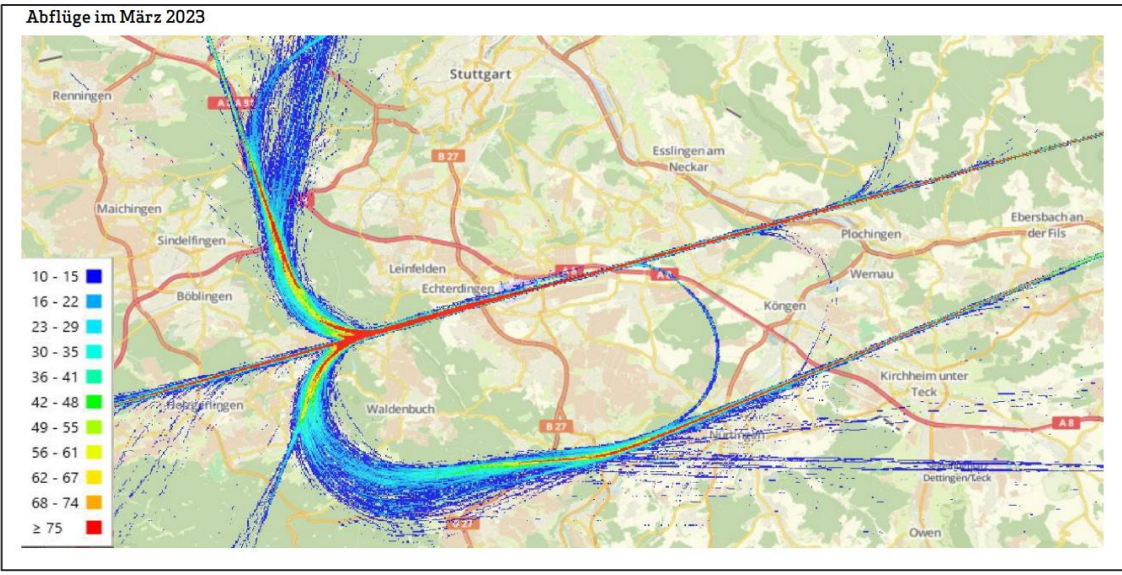 Abflüge im März 2023
Stuttgart
Renningen
B 27
Esslingen am
Neckar
Maichingen
Sindelfingen
Ebersbach an
der Fils
Plochingen
Leinfelden
Echterdingen
Wernau
Böblingen
Köngen
Kirchheim unter
Teck
Waldenbuch
B 27
A 8
Nürtingen
Dettingen/Teck
Owen
10 - 15
16 - 22
23 - 29
30 - 35
36 - 41
42 - 48
49 - 55
56 - 61
62 - 67
68 - 74
≥ 75